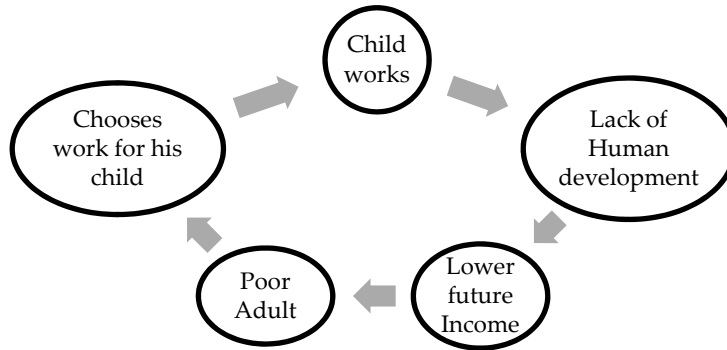 Child
works
Lack of
Human
development
Lower
future
Income
Poor
Adult
Chooses
work for his
child